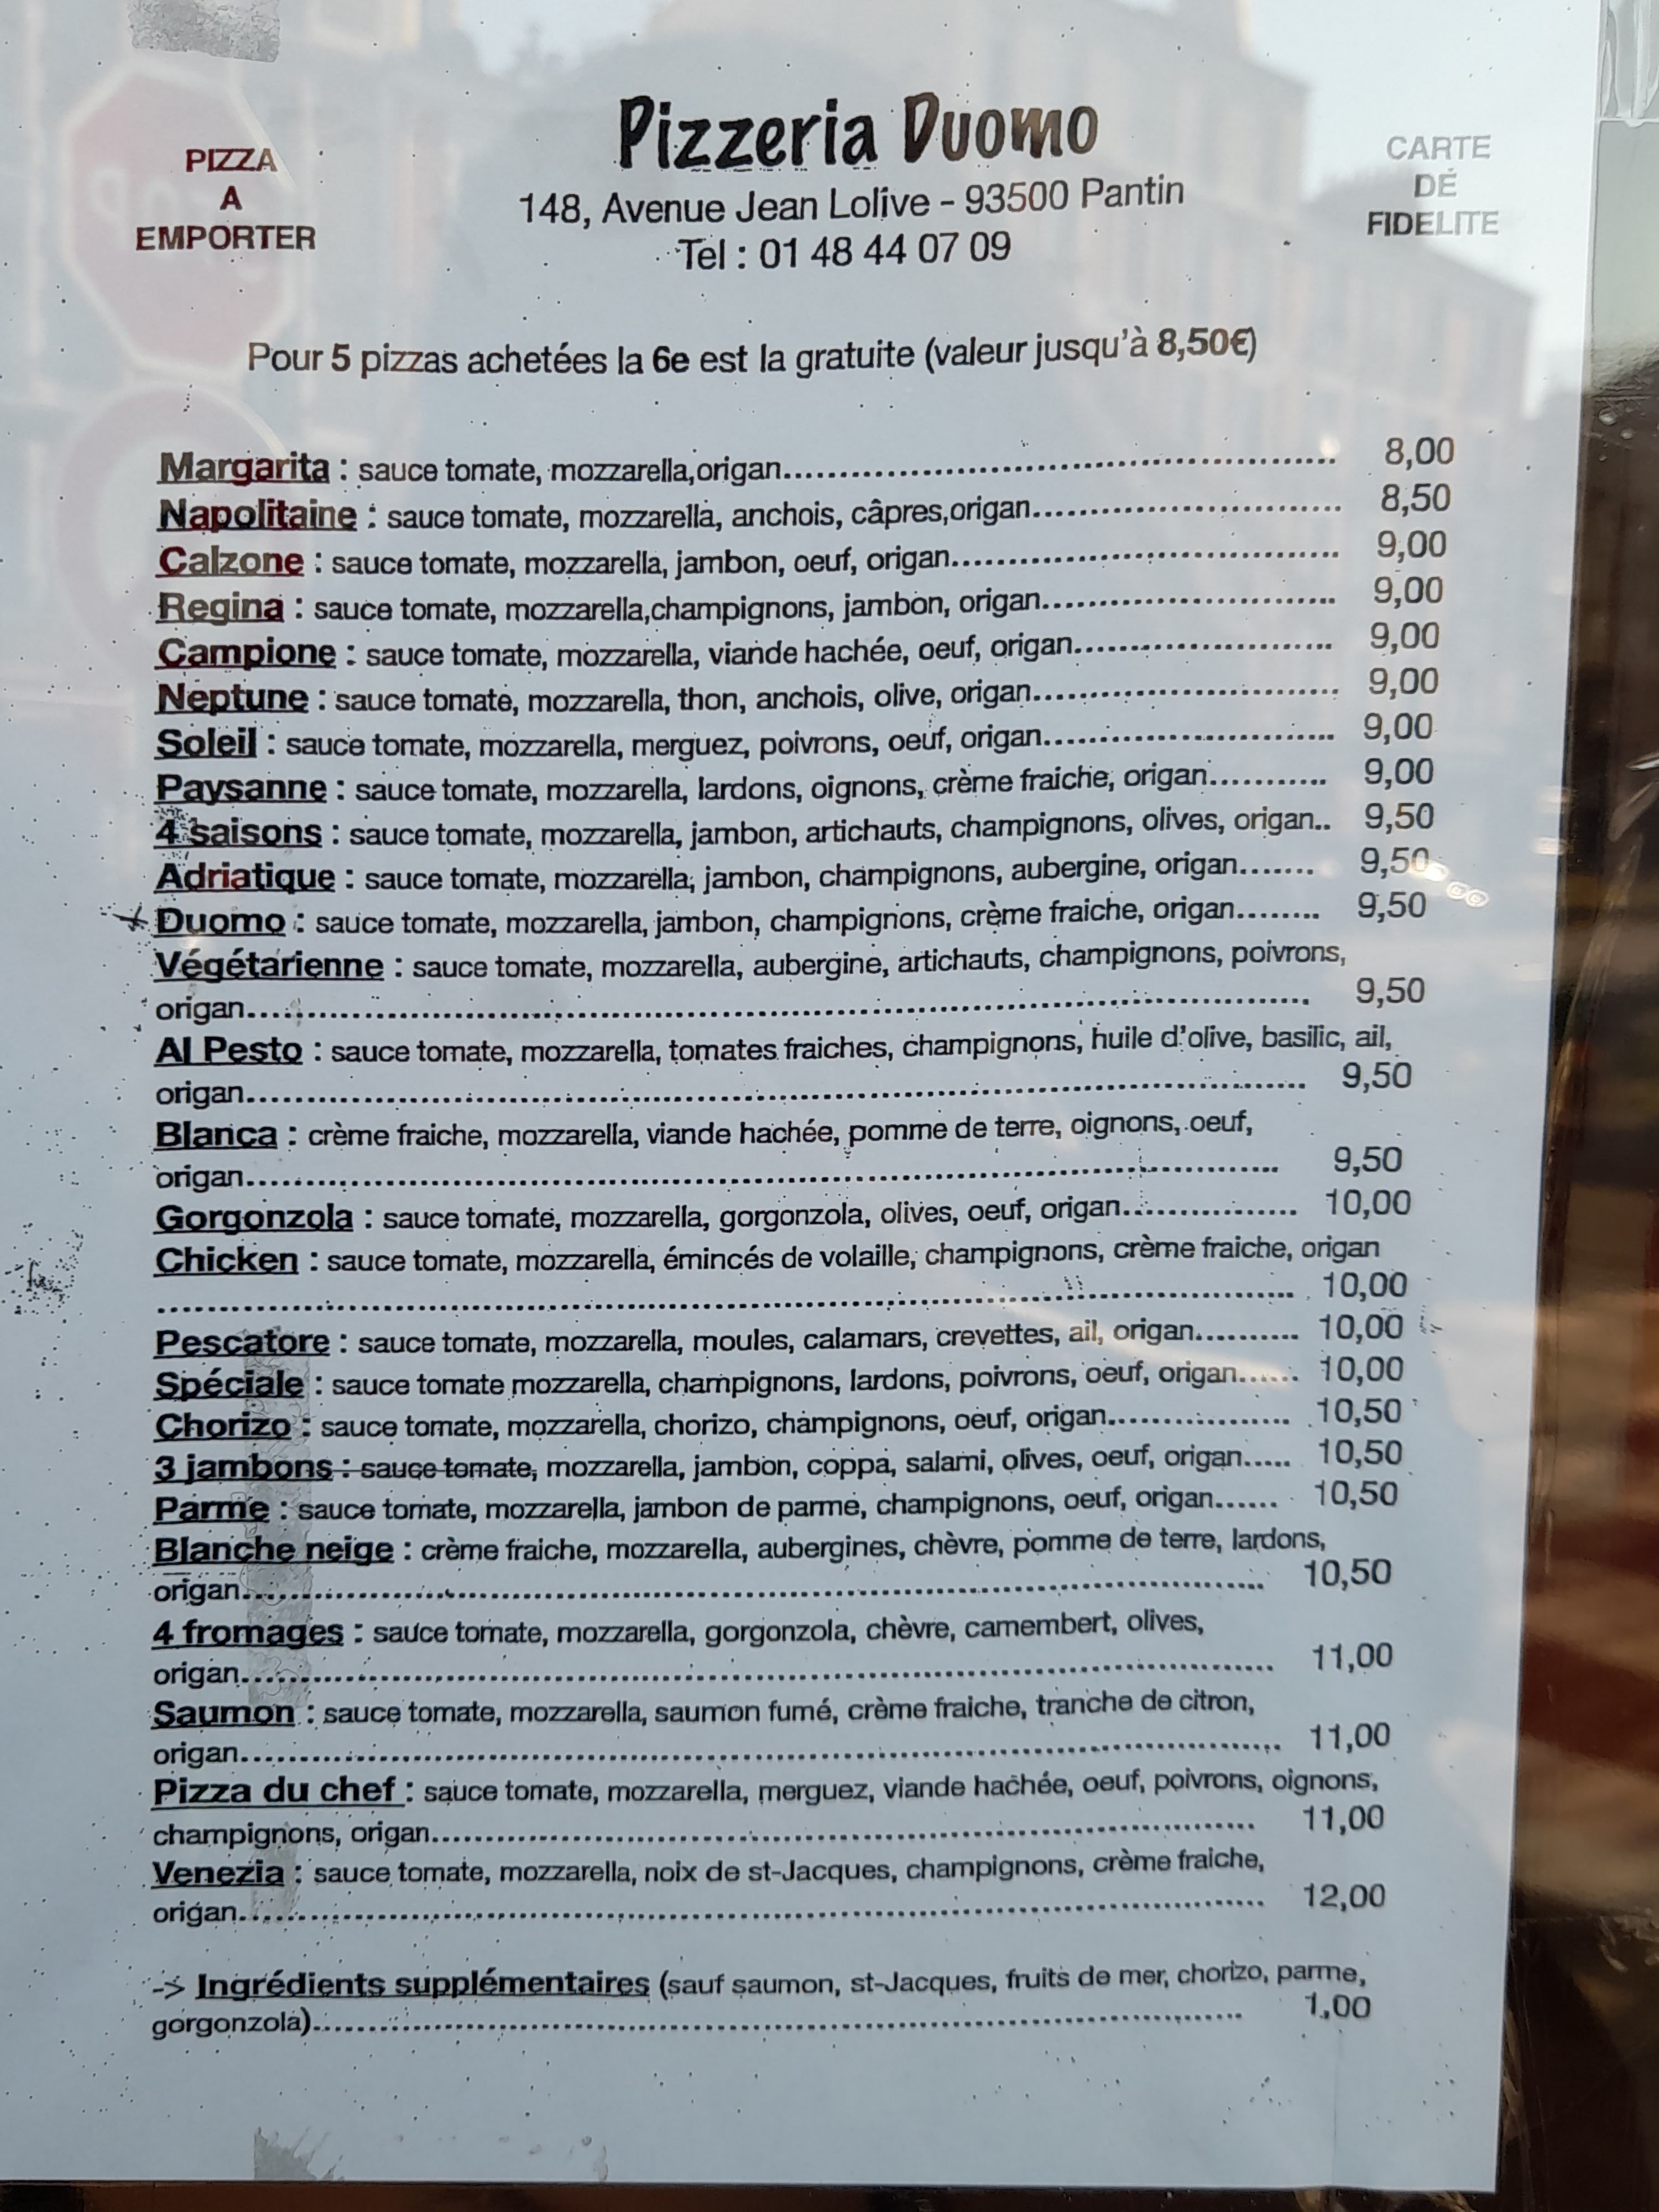 PIZZA
A
EMPORTER
Pizzeria Duomo
148, Avenue Jean Lolive - 93500 Pantin
Tel : 01 48 44 07 09
CARTE
DE
FIDELITE
Pour 5 pizzas achetées la 6e est la gratuite (valeur jusqu'à 8,50€)
Margarita : sauce tomate, mozzarella,origan........ 8,00
Napolitaine : sauce tomate, mozzarella, anchois, câpres,origan........ 8,50
Calzone : sauce tomate, mozzarella, jambon, oeuf, origan........ 9,00
Regina : sauce tomate, mozzarella,champignons, jambon, origan........ 9,00
Campione : sauce tomate, mozzarella, viande hachée, oeuf, origan........ 9,00
Neptune : sauce tomate, mozzarella, thon, anchois, olive, origan........ 9,00
Soleil : sauce tomate, mozzarella, merguez, poivrons, oeuf, origan........ 9,00
Paysanne : sauce tomate, mozzarella, lardons, oignons, crème fraiche, origan........ 9,00
4 saisons : sauce tomate, mozzarella, jambon, artichauts, champignons, olives, origan.. 9,50
Adriatique : sauce tomate, mozzarella, jambon, champignons, aubergine, origan....... 9,50
Duomo : sauce tomate, mozzarella, jambon, champignons, crème fraiche, origan........ 9,50
Végétarienne : sauce tomate, mozzarella, aubergine, artichauts, champignons, poivrons,
origan........ 9,50
Al Pesto : sauce tomate, mozzarella, tomates fraiches, champignons, huile d'olive, basilic, ail,
origan........ 9,50
Blanca : crème fraiche, mozzarella, viande hachée, pomme de terre, oignons, oeuf,
origan........ 9,50
Gorgonzola : sauce tomate, mozzarella, gorgonzola, olives, oeuf, origan........ 10,00
Chicken : sauce tomate, mozzarella, émincés de volaille, champignons, crème fraiche, origan
........ 10,00
Pescatore : sauce tomate, mozzarella, moules, calamars, crevettes, ail, origan.......... 10,00
Spéciale : sauce tomate mozzarella, champignons, lardons, poivrons, oeuf, origan...... 10,00
Chorizo : sauce tomate, mozzarella, chorizo, champignons, oeuf, origan........ 10,50
3 jambons : sauce tomate, mozzarella, jambon, coppa, salami, olives, oeuf, origan..... 10,50
Parme : sauce tomate, mozzarella, jambon de parme, champignons, oeuf, origan...... 10,50
Blanche neige : crème fraiche, mozzarella, aubergines, chèvre, pomme de terre, lardons,
origan........ 10,50
4 fromages : sauce tomate, mozzarella, gorgonzola, chèvre, camembert, olives,
origan........ 11,00
Saumon : sauce tomate, mozzarella, saumon fumé, crème fraiche, tranche de citron,
origan........ 11,00
Pizza du chef : sauce tomate, mozzarella, merguez, viande hachée, oeuf, poivrons, oignons,
champignons, origan........ 11,00
Venezia : sauce tomate, mozzarella, noix de st-Jacques, champignons, crème fraiche,
origan........ 12,00
-> Ingrédients supplémentaires (sauf saumon, st-Jacques, fruits de mer, chorizo, parme,
gorgonzola)........ 1,00